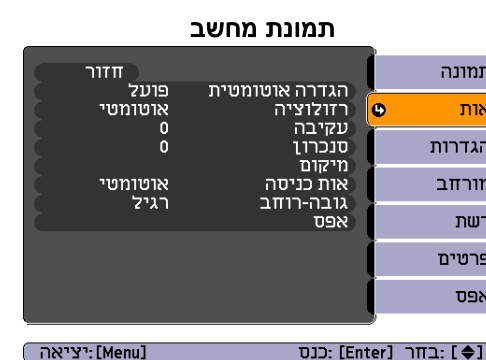 תמונת מחשב
חזור
הגדרה אוטומטית פועל
רזולוציה אוטומטי
עקיבה 0
סנכרון 0
מיקום
אות כניסה אוטומטי
גובה-רוחב רגיל
אפס
תמונה
אות
הגדרות
מורחב
רשת
פרטים
אפס
[♦] :בחר [Enter] :כנס [Menu]:יציאה